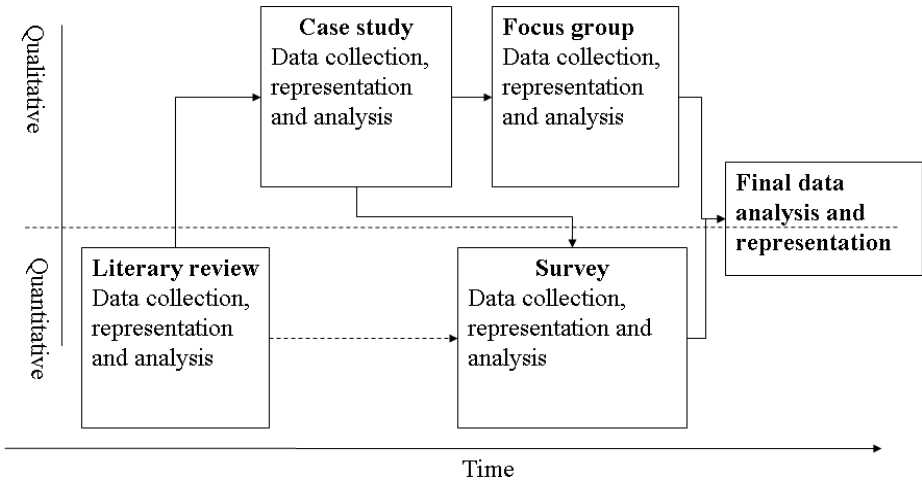 Qualitative
Case study
Data collection,
representation
and analysis
Focus group
Data collection,
representation
and analysis
Final data
analysis and
representation
Quantitative
Literary review
Data collection,
representation
and analysis
Survey
Data collection,
representation and
analysis
Time